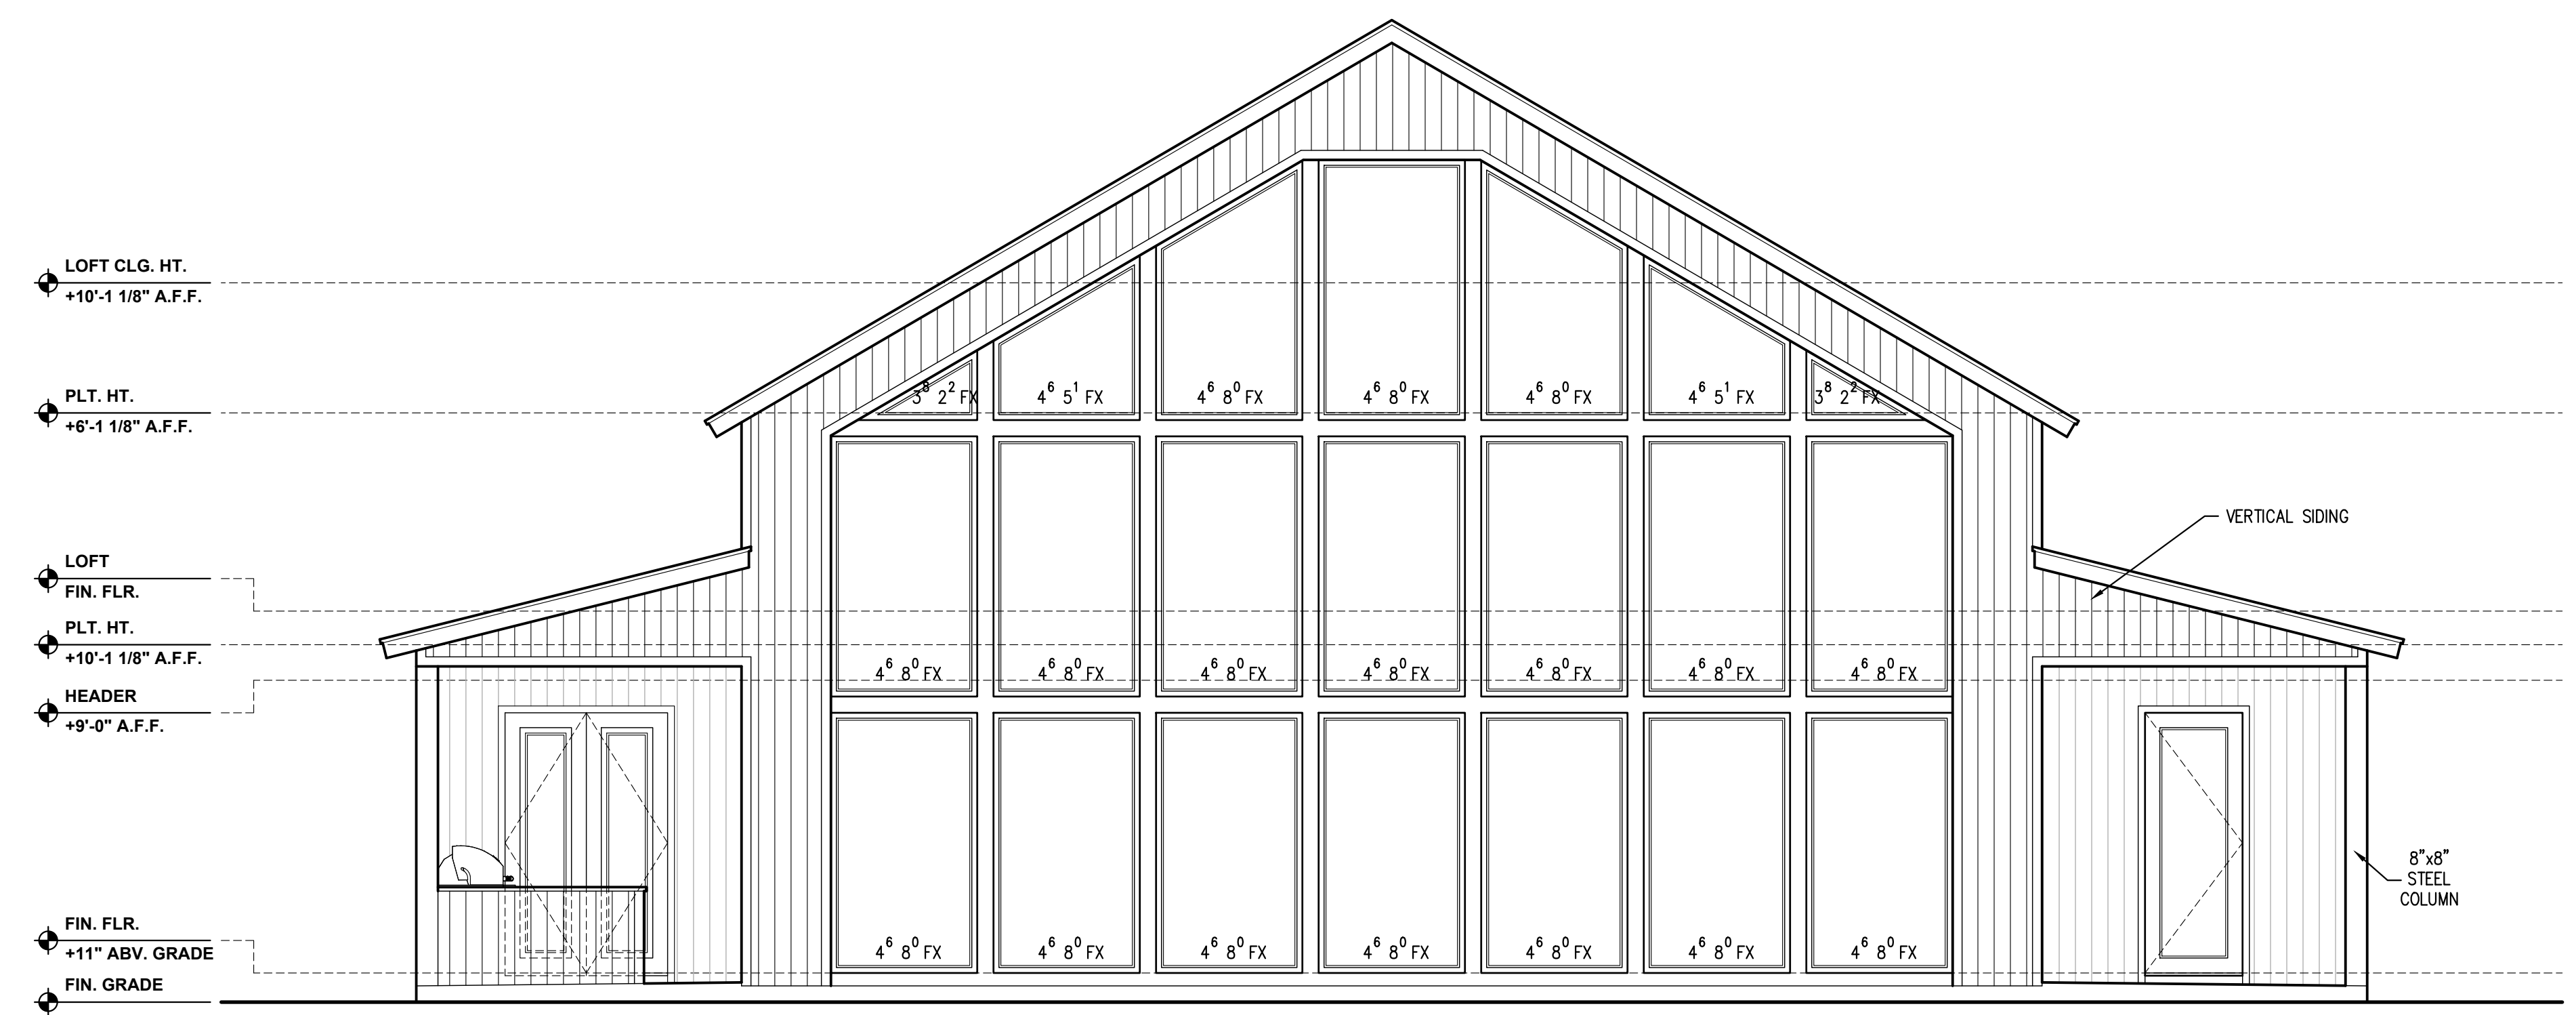 LOFT CLG. HT.
+10'-1 1/8" A.F.F.
PLT. HT.
+6'-1 1/8" A.F.F.
3⁸ 2² FX
4⁶ 5¹ FX
4⁶ 8⁰ FX
4⁶ 8⁰ FX
4⁶ 8⁰ FX
4⁶ 5¹ FX
3⁸ 2² FX
VERTICAL SIDING
LOFT
FIN. FLR.
PLT. HT.
+10'-1 1/8" A.F.F.
4⁶ 8⁰ FX
4⁶ 8⁰ FX
4⁶ 8⁰ FX
4⁶ 8⁰ FX
4⁶ 8⁰ FX
4⁶ 8⁰ FX
4⁶ 8⁰ FX
HEADER
+9'-0" A.F.F.
8"x8"
STEEL
COLUMN
FIN. FLR.
+11" ABV. GRADE
4⁶ 8⁰ FX
4⁶ 8⁰ FX
4⁶ 8⁰ FX
4⁶ 8⁰ FX
4⁶ 8⁰ FX
4⁶ 8⁰ FX
4⁶ 8⁰ FX
FIN. GRADE